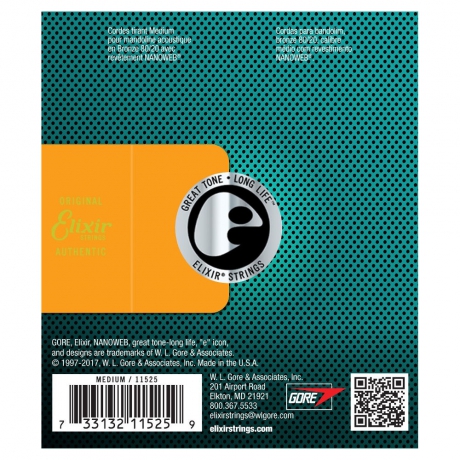 Cordes tirant Medium
pour mandoline acoustique
en Bronze 80/20 avec
revêtement NANOWEB®
Cordas para bandolim,
bronze 80/20, calibre
médio com revestimento
NANOWEB®
GREAT TONE • LONG LIFE™
ORIGINAL
Elixir
STRINGS
AUTHENTIC
ELIXIR® STRINGS
GORE, Elixir, NANOWEB, great tone-long life, "e" icon,
and designs are trademarks of W. L. Gore & Associates.
© 1997-2017, W. L. Gore & Associates, Inc. Made in the U.S.A.
MEDIUM / 11525
7 33132 11525 9
W. L. Gore & Associates, Inc.
201 Airport Road
Elkton, MD 21921
800.367.5533
elixirstrings@wlgore.com
elixirstrings.com
GORE